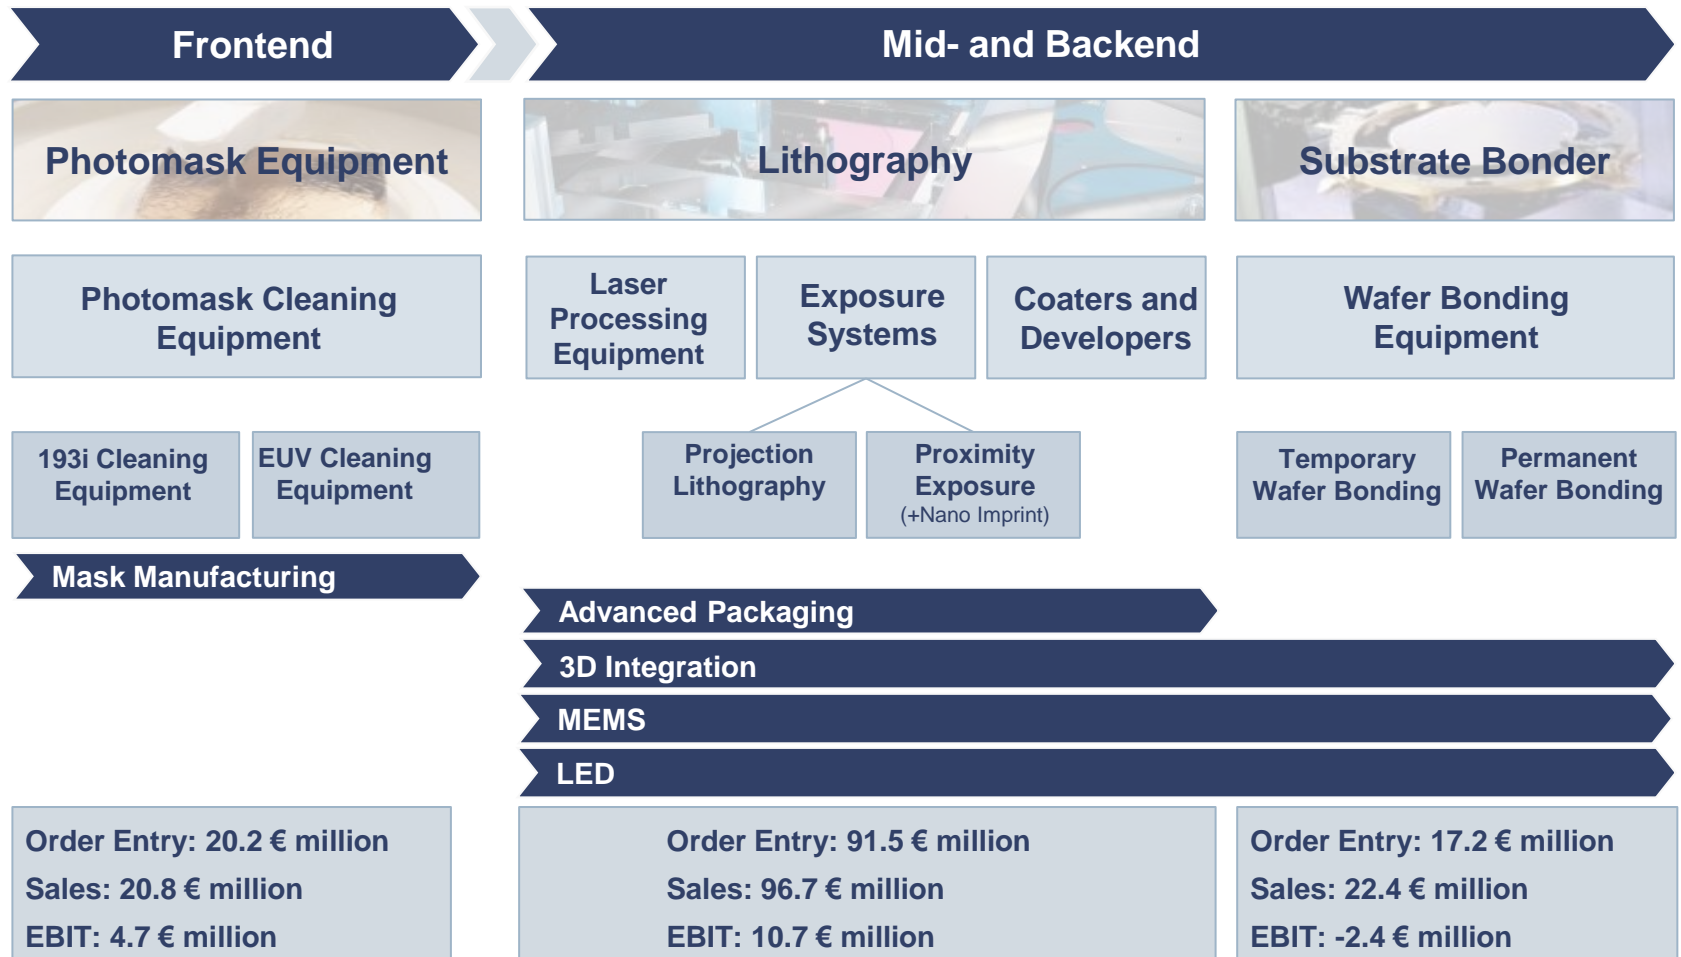 Frontend
Mid- and Backend
Photomask Equipment
Lithography
Substrate Bonder
Photomask Cleaning
Equipment
Laser
Processing
Equipment
Exposure
Systems
Coaters and
Developers
Wafer Bonding
Equipment
193i Cleaning
Equipment
EUV Cleaning
Equipment
Projection
Lithography
Proximity
Exposure
(+Nano Imprint)
Temporary
Wafer Bonding
Permanent
Wafer Bonding
Mask Manufacturing
Advanced Packaging
3D Integration
MEMS
LED
Order Entry: 20.2 € million
Sales: 20.8 € million
EBIT: 4.7 € million
Order Entry: 91.5 € million
Sales: 96.7 € million
EBIT: 10.7 € million
Order Entry: 17.2 € million
Sales: 22.4 € million
EBIT: -2.4 € million